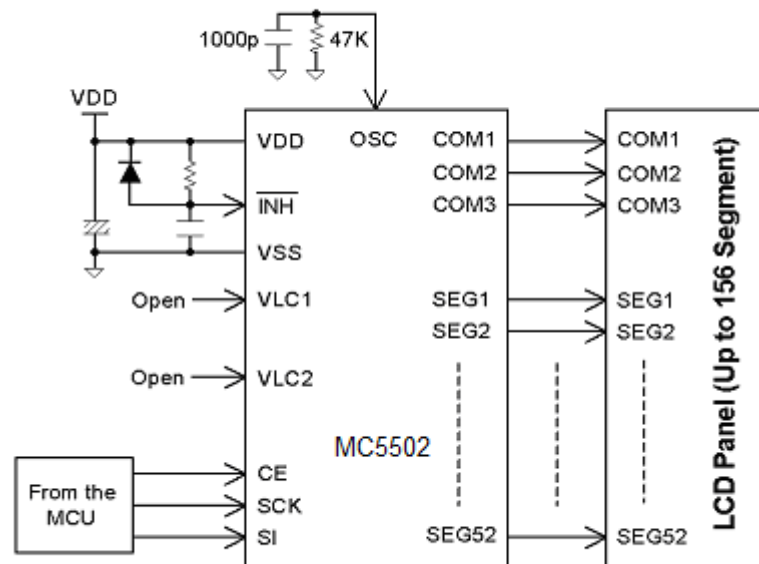 1000p 47K
VDD
VDD OSC COM1 COM1
COM2 COM2
INH COM3 COM3
VSS
Open VLC1 SEG1 SEG1
SEG2 SEG2
Open VLC2
MC5502
From the
MCU
CE
SCK
SI SEG52 SEG52
LCD Panel (Up to 156 Segment)